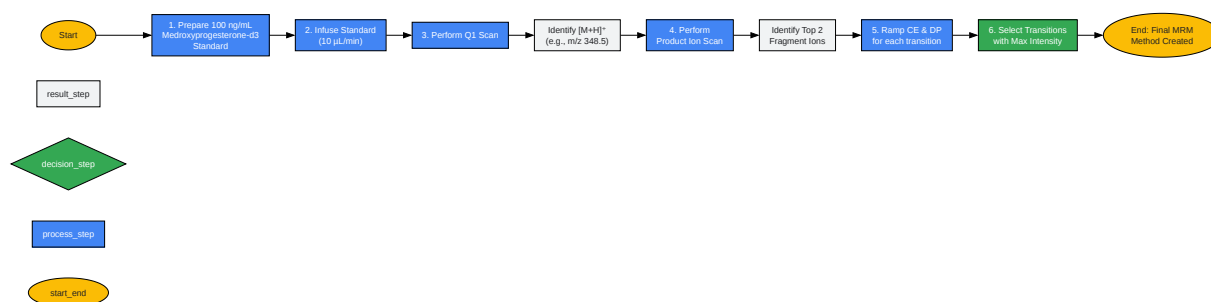 Start
1. Prepare 100 ng/mL
Medroxyprogesterone-d3
Standard
2. Infuse Standard
(10 µL/min)
3. Perform Q1 Scan
Identify [M+H]⁺
(e.g., m/z 348.5)
4. Perform
Product Ion Scan
Identify Top 2
Fragment Ions
5. Ramp CE & DP
for each transition
6. Select Transitions
with Max Intensity
End: Final MRM
Method Created
result_step
decision_step
process_step
start_end